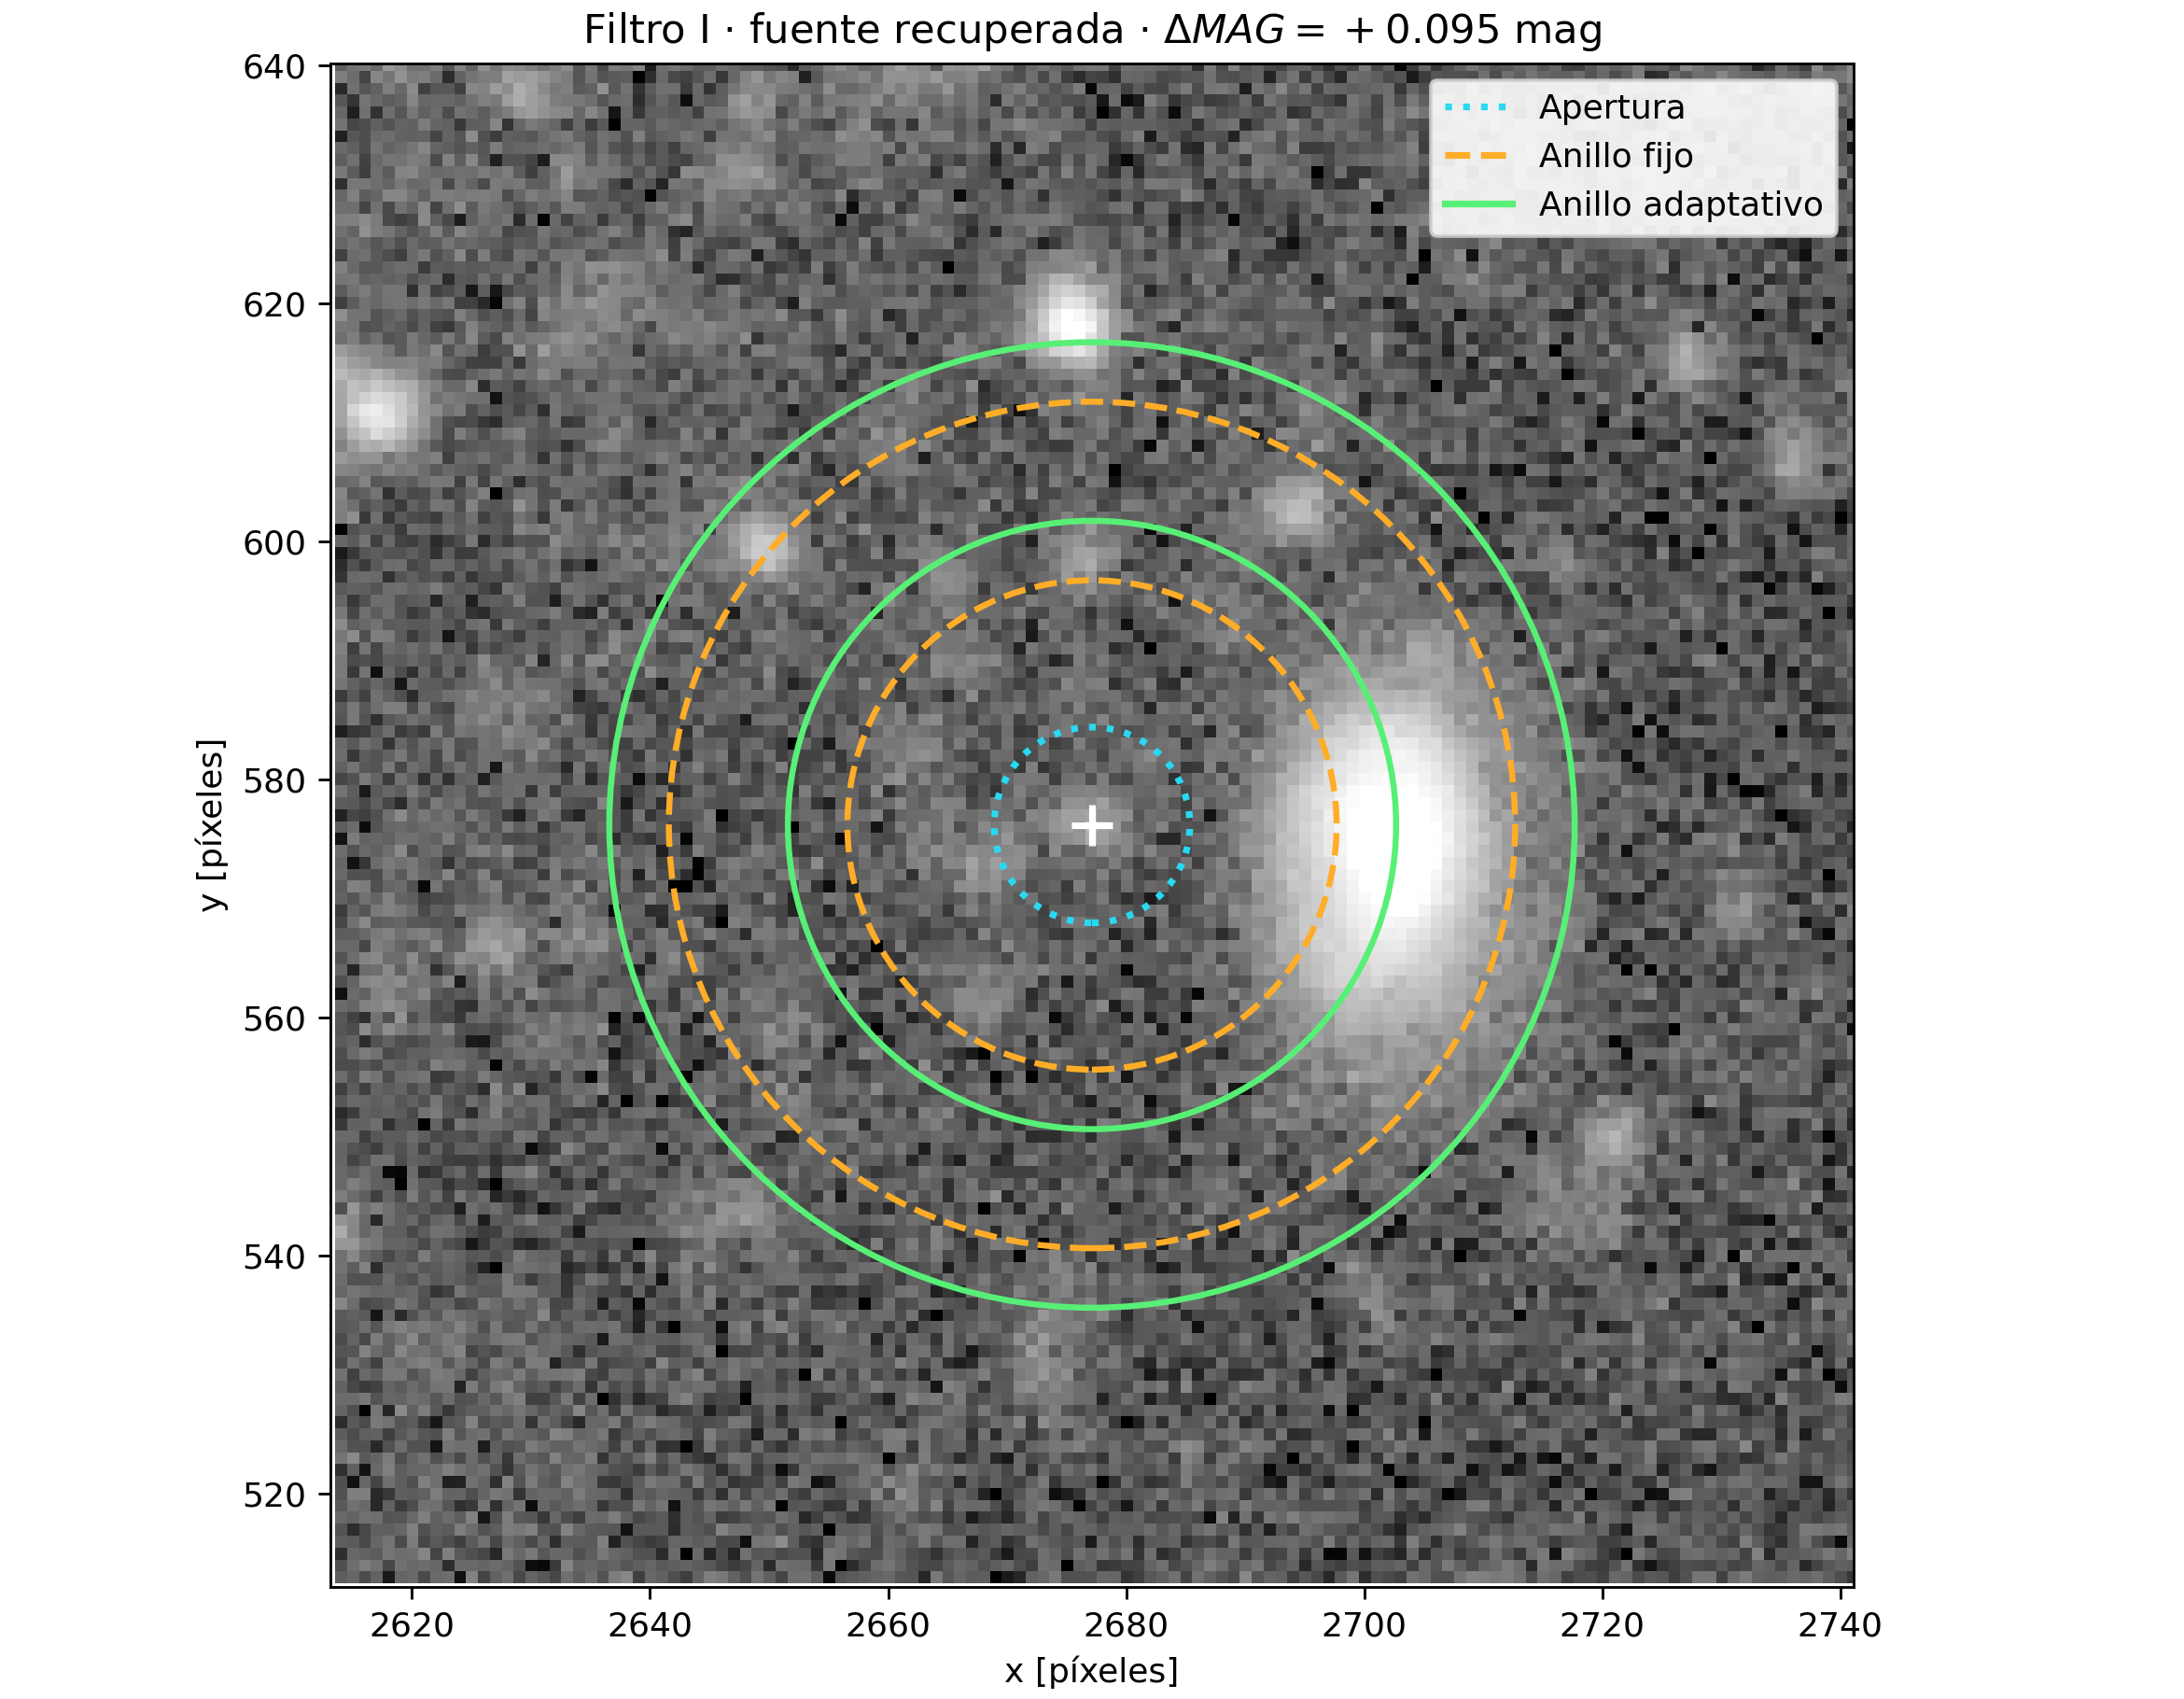 Filtro I · fuente recuperada · ΔMAG = + 0.095 mag
Apertura
Anillo fijo
Anillo adaptativo
y [píxeles]
640
620
600
580
560
540
520
2620 2640 2660 2680 2700 2720 2740
x [píxeles]